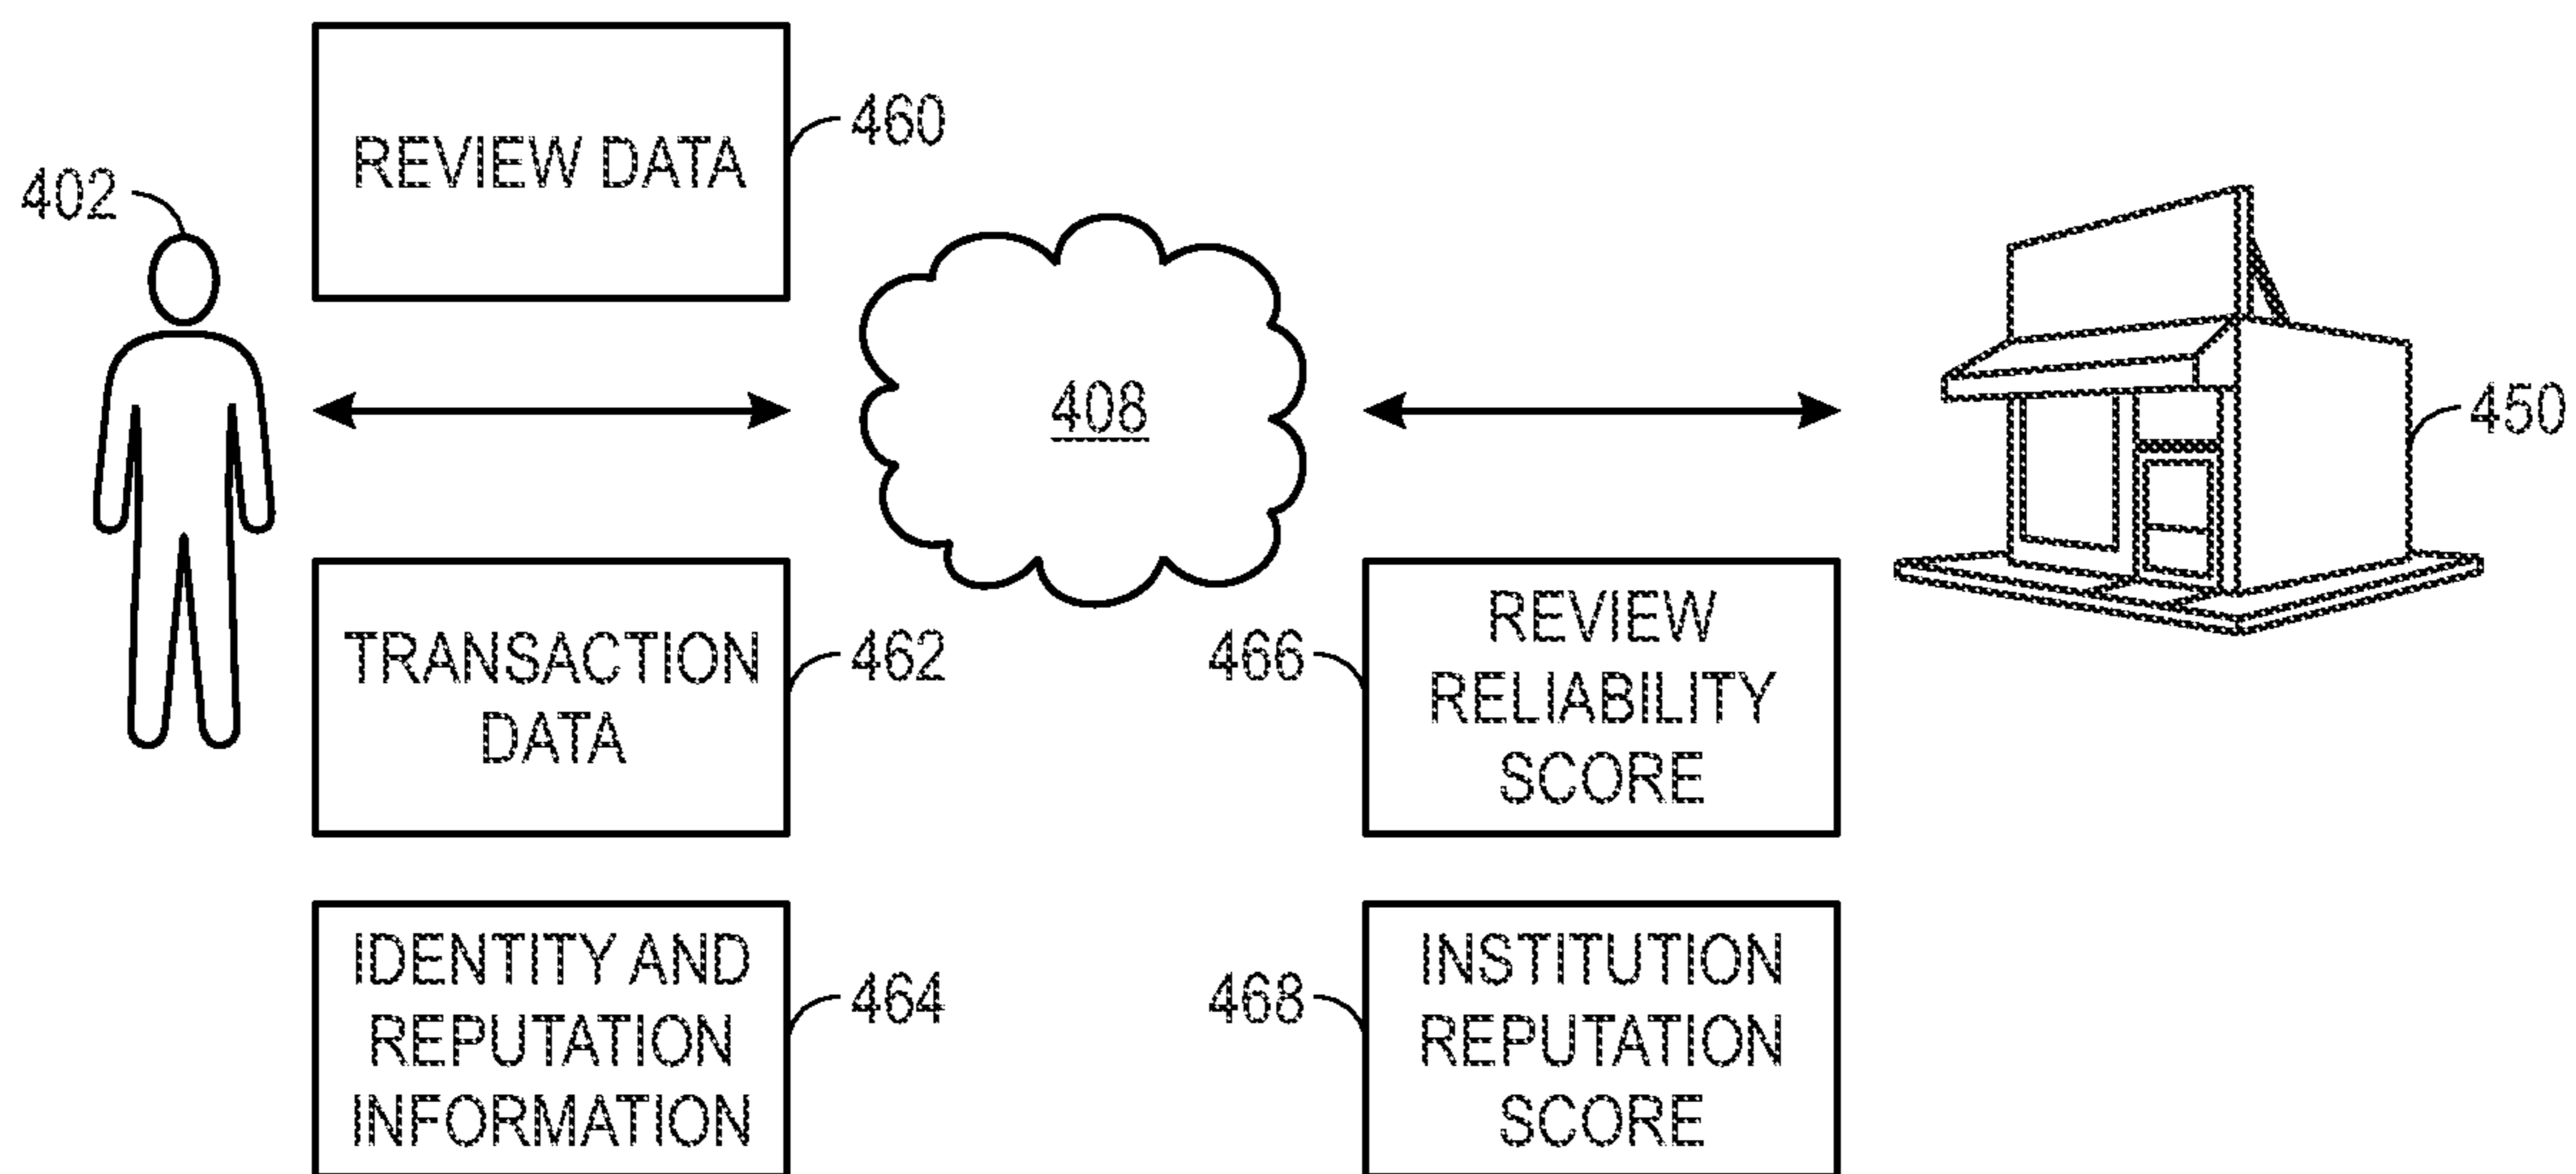 REVIEW DATA
460
402
408
450
TRANSACTION
DATA
462
466
REVIEW
RELIABILITY
SCORE
IDENTITY AND
REPUTATION
INFORMATION
464
468
INSTITUTION
REPUTATION
SCORE